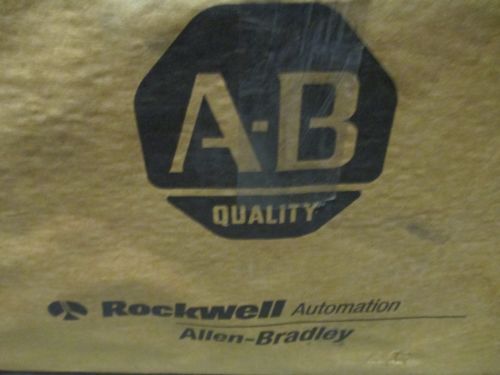 A-B
QUALITY
Rockwell Automation
Allen-Bradley